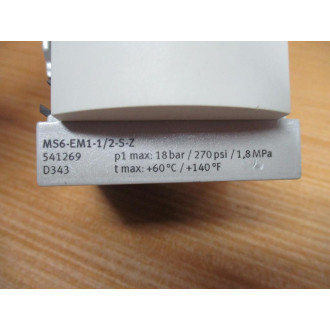 MS6-EM1-1/2-S-Z
541269 p1 max: 18 bar / 270 psi / 1,8 MPa
D343 t max: +60°C / +140°F